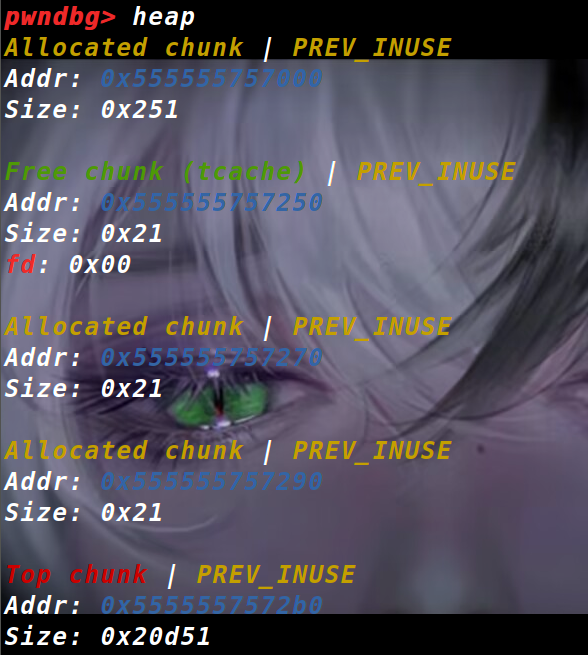 pwndbg> heap
Allocated chunk | PREV_INUSE
Addr: 0x555555757000
Size: 0x251
Free chunk (tcache) | PREV_INUSE
Addr: 0x555555757250
Size: 0x21
fd: 0x00
Allocated chunk | PREV_INUSE
Addr: 0x555555757270
Size: 0x21
Allocated chunk | PREV_INUSE
Addr: 0x555555757290
Size: 0x21
Top chunk | PREV_INUSE
Addr: 0x5555557572b0
Size: 0x20d51